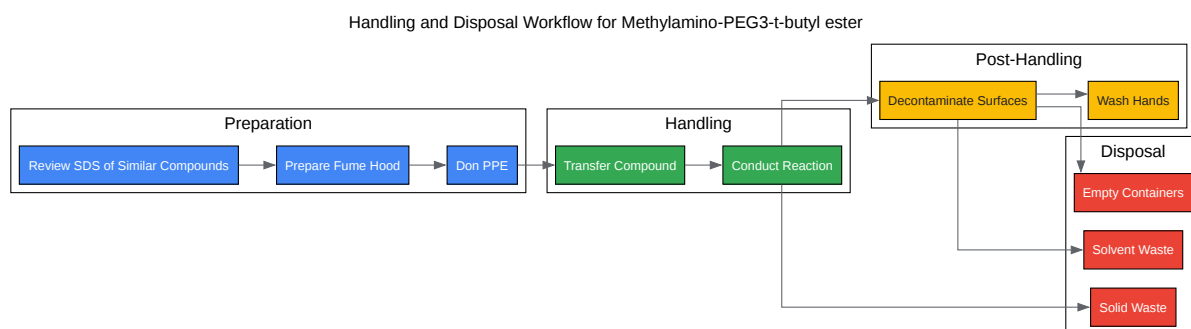 Handling and Disposal Workflow for Methylamino-PEG3-t-butyl ester
Preparation
Review SDS of Similar Compounds
Prepare Fume Hood
Don PPE
Handling
Transfer Compound
Conduct Reaction
Post-Handling
Decontaminate Surfaces
Wash Hands
Disposal
Empty Containers
Solvent Waste
Solid Waste